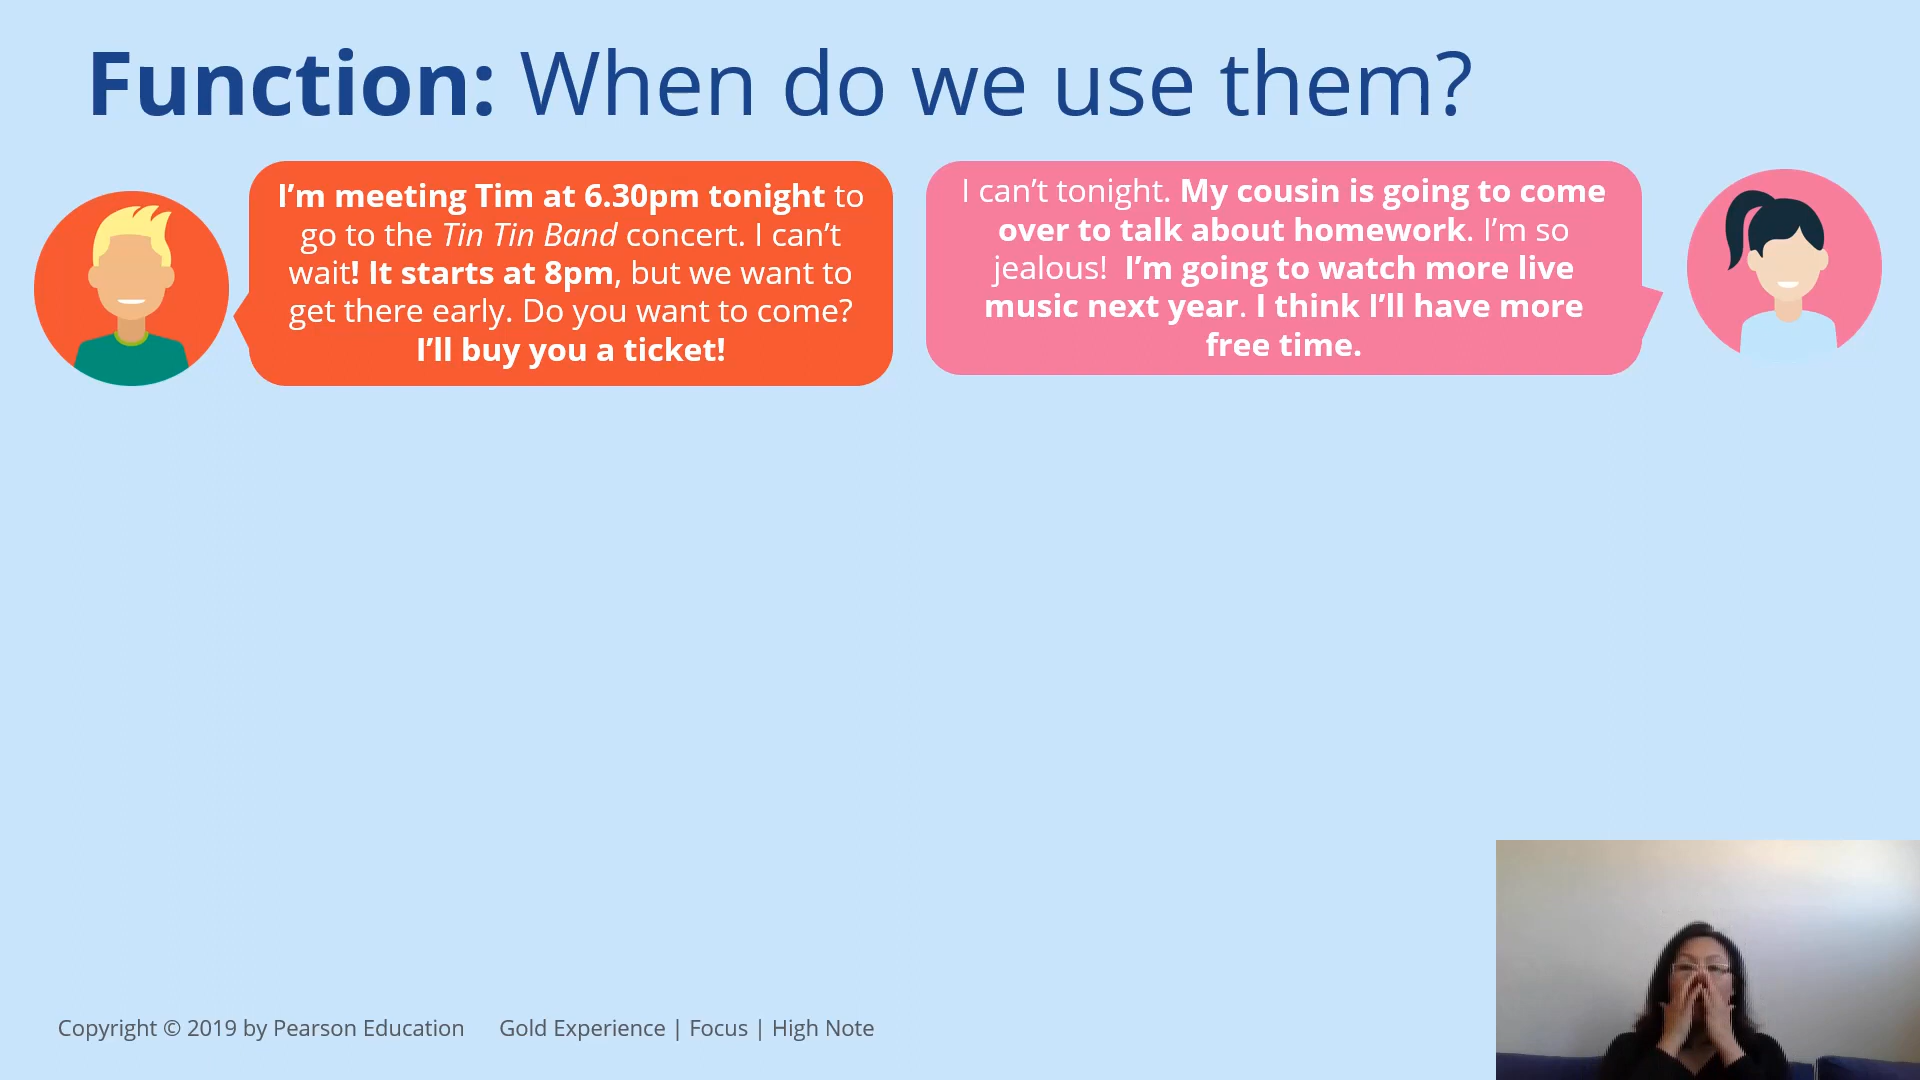 Function: When do we use them?
I’m meeting Tim at 6.30pm tonight to
go to the Tin Tin Band concert. I can’t
wait! It starts at 8pm, but we want to
get there early. Do you want to come?
I’ll buy you a ticket!
I can’t tonight. My cousin is going to come
over to talk about homework. I’m so
jealous!  I’m going to watch more live
music next year. I think I’ll have more
free time.
Copyright © 2019 by Pearson Education
Gold Experience | Focus | High Note